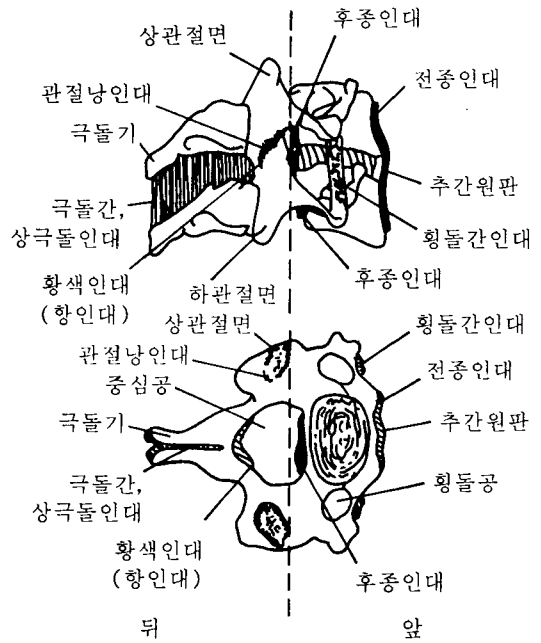 후종인대
상관절면
전종인대
관절낭인대
극돌기
추간원판
극돌간,
상극돌인대
횡돌간인대
후종인대
황색인대
(항인대)
하관절면
상관절면
횡돌간인대
관절낭인대
전종인대
중심공
극돌기
추간원판
극돌간,
상극돌인대
횡돌공
황색인대
(항인대)
후종인대
뒤
앞